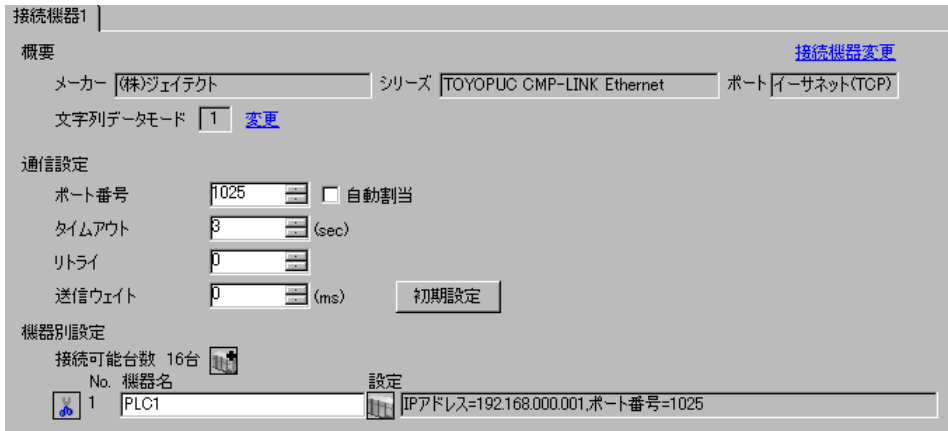 接続機器1
概要 接続機器変更
メーカー (株)ジェイテクト シリーズ TOYOPUC CMP-LINK Ethernet ポート イーサネット(TCP)
文字列データモード 1 変更
通信設定
ポート番号 1025 自動割当
タイムアウト 3 (sec)
リトライ 0
送信ウェイト 0 (ms) 初期設定
機器別設定
接続可能台数 16台
No. 機器名 設定
1 PLC1 IPアドレス=192.168.000.001,ポート番号=1025